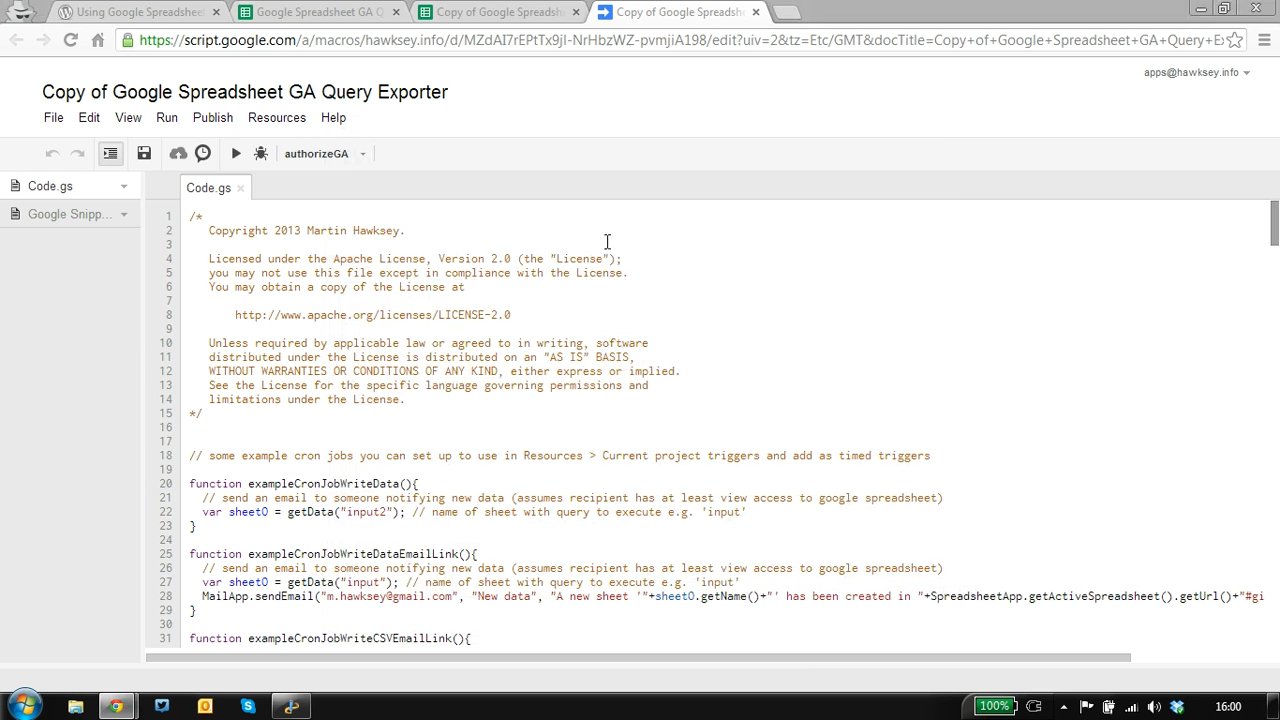 Using Google Spreadsheet
Google Spreadsheet GA Q
Copy of Google Spreadsh
Copy of Google Spreadsh
https://script.google.com/a/macros/hawksey.info/d/MZdAI7rEPtTx9jl-NrHbzWZ-pvmjiA198/edit?uiv=2&tz=Etc/GMT&docTitle=Copy+of+Google+Spreadsheet+GA+Query+E
apps@hawksey.info
Copy of Google Spreadsheet GA Query Exporter
File Edit View Run Publish Resources Help
authorizeGA
Code.gs
Google Snipp...
Code.gs
1 /*
2 Copyright 2013 Martin Hawksey.
3
4 Licensed under the Apache License, Version 2.0 (the "License");
5 you may not use this file except in compliance with the License.
6 You may obtain a copy of the License at
7
8 http://www.apache.org/licenses/LICENSE-2.0
9
10 Unless required by applicable law or agreed to in writing, software
11 distributed under the License is distributed on an "AS IS" BASIS,
12 WITHOUT WARRANTIES OR CONDITIONS OF ANY KIND, either express or implied.
13 See the License for the specific language governing permissions and
14 limitations under the License.
15 */
16
17
18 // some example cron jobs you can set up to use in Resources > Current project triggers and add as timed triggers
19
20 function exampleCronJobWriteData(){
21 // send an email to someone notifying new data (assumes recipient has at least view access to google spreadsheet)
22 var sheetO = getData("input2"); // name of sheet with query to execute e.g. 'input'
23 }
24
25 function exampleCronJobWriteDataEmailLink(){
26 // send an email to someone notifying new data (assumes recipient has at least view access to google spreadsheet)
27 var sheetO = getData("input"); // name of sheet with query to execute e.g. 'input'
28 MailApp.sendEmail("m.hawksey@gmail.com", "New data", "A new sheet '"+sheetO.getName()+"' has been created in "+SpreadsheetApp.getActiveSpreadsheet().getUrl()+"#gi
29 }
30
31 function exampleCronJobWriteCSVEmailLink(){
100%
16:00